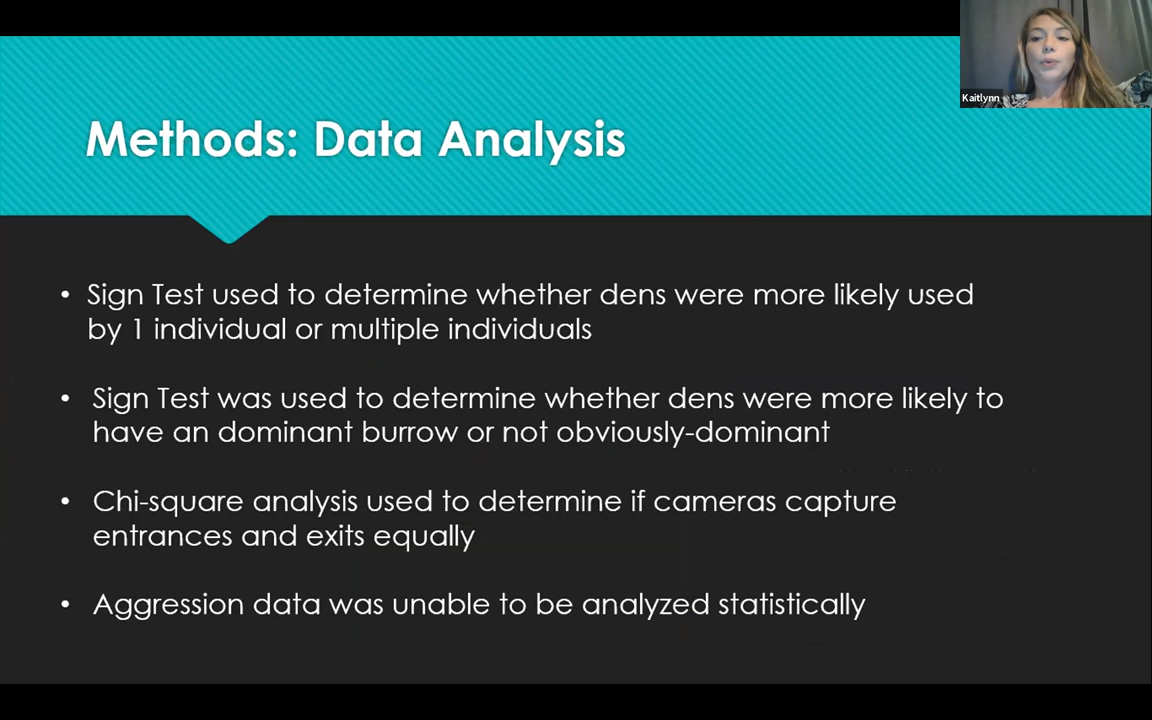 Kaitlynn
Methods: Data Analysis
• Sign Test used to determine whether dens were more likely used
by 1 individual or multiple individuals
• Sign Test was used to determine whether dens were more likely to
have an dominant burrow or not obviously-dominant
• Chi-square analysis used to determine if cameras capture
entrances and exits equally
• Aggression data was unable to be analyzed statistically